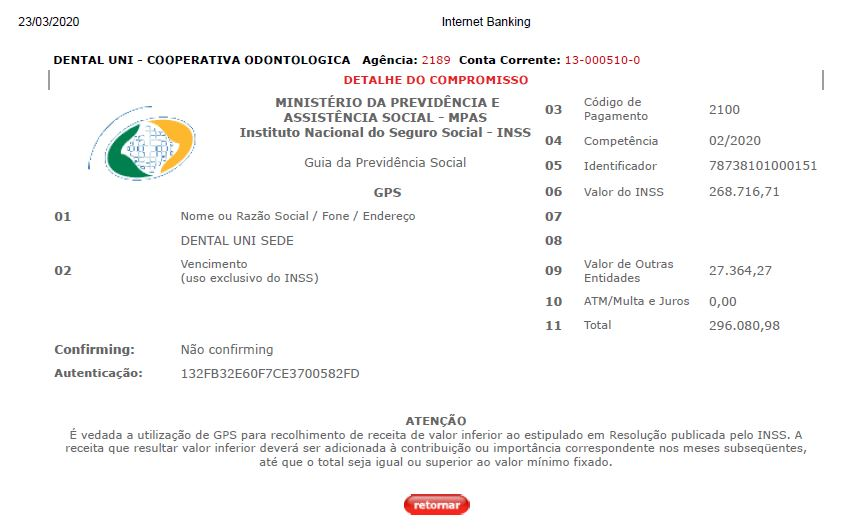 23/03/2020 Internet Banking
DENTAL UNI - COOPERATIVA ODONTOLOGICA Agência: 2189 Conta Corrente: 13-000510-0
DETALHE DO COMPROMISSO
MINISTÉRIO DA PREVIDÊNCIA E
ASSISTÊNCIA SOCIAL - MPAS
Instituto Nacional do Seguro Social - INSS
Guia da Previdência Social
GPS
03 Código de
Pagamento 2100
04 Competência 02/2020
05 Identificador 78738101000151
06 Valor do INSS 268.716,71
01 Nome ou Razão Social / Fone / Endereço
07
DENTAL UNI SEDE
08
02 Vencimento
(uso exclusivo do INSS)
09 Valor de Outras
Entidades 27.364,27
10 ATM/Multa e Juros 0,00
11 Total 296.080,98
Confirming: Não confirming
Autenticação: 132FB32E60F7CE3700582FD
ATENÇÃO
É vedada a utilização de GPS para recolhimento de receita de valor inferior ao estipulado em Resolução publicada pelo INSS. A
receita que resultar valor inferior deverá ser adicionada à contribuição ou importância correspondente nos meses subseqüentes,
até que o total seja igual ou superior ao valor mínimo fixado.
retornar